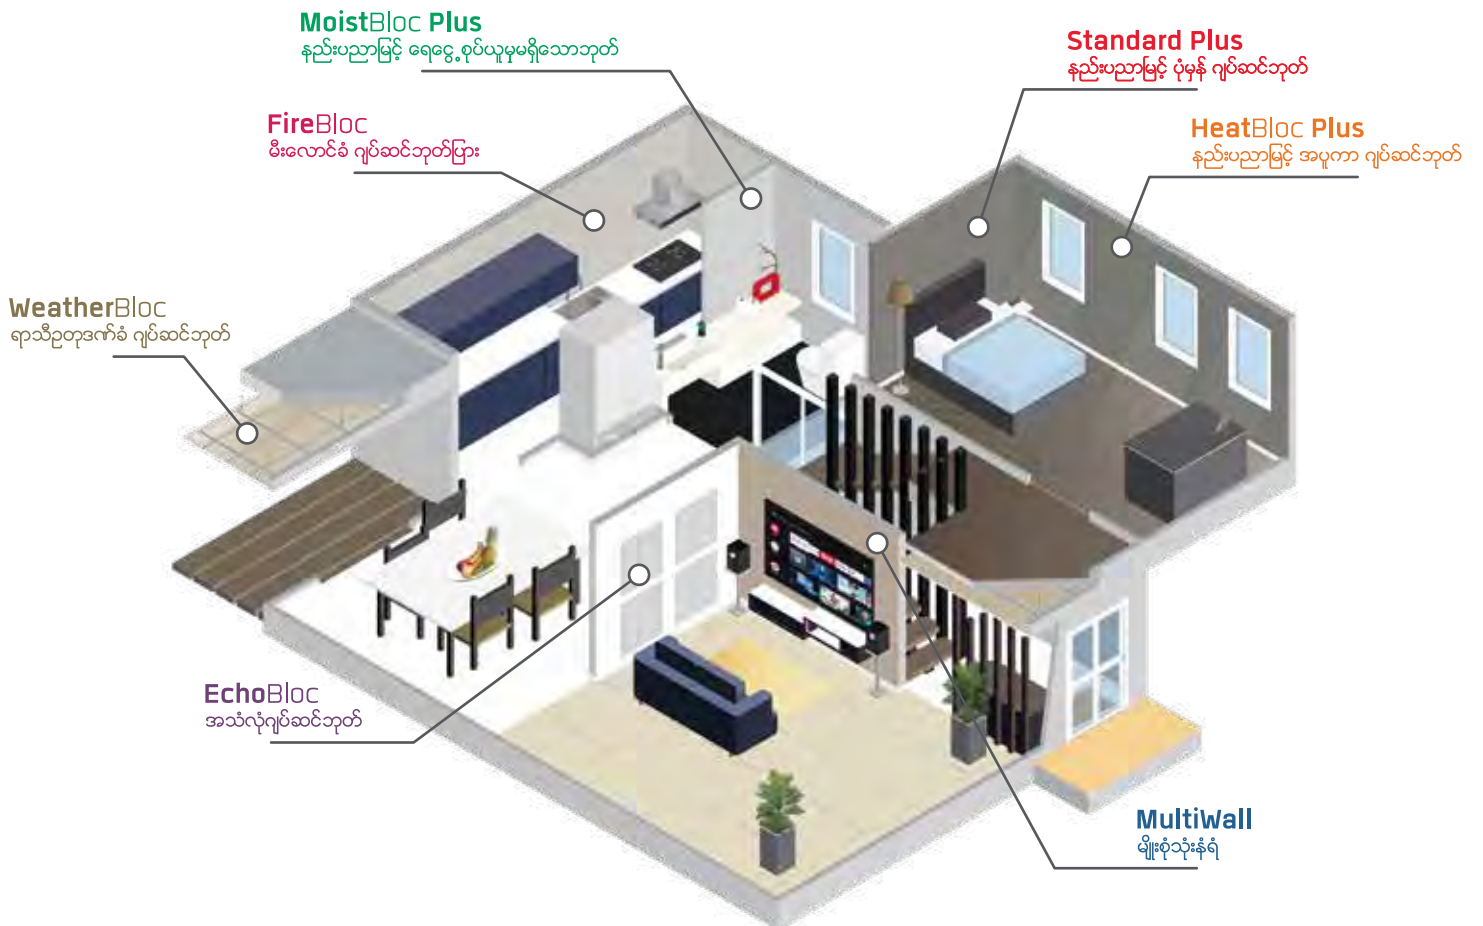 MoistBloc Plus
နည်းပညာမြင့် ရေငွေ့စုပ်ယူမှုမရှိသောဘုတ်
Standard Plus
နည်းပညာမြင့် ပုံမှန် ဂျပ်ဆင်ဘုတ်
FireBloc
မီးလောင်ခံ ဂျပ်ဆင်ဘုတ်ပြား
HeatBloc Plus
နည်းပညာမြင့် အပူကာ ဂျပ်ဆင်ဘုတ်
WeatherBloc
ရာသီဥတုဒဏ်ခံ ဂျပ်ဆင်ဘုတ်
EchoBloc
အသံလုံဂျပ်ဆင်ဘုတ်
MultiWall
မျိုးစုံသုံးနံရံ